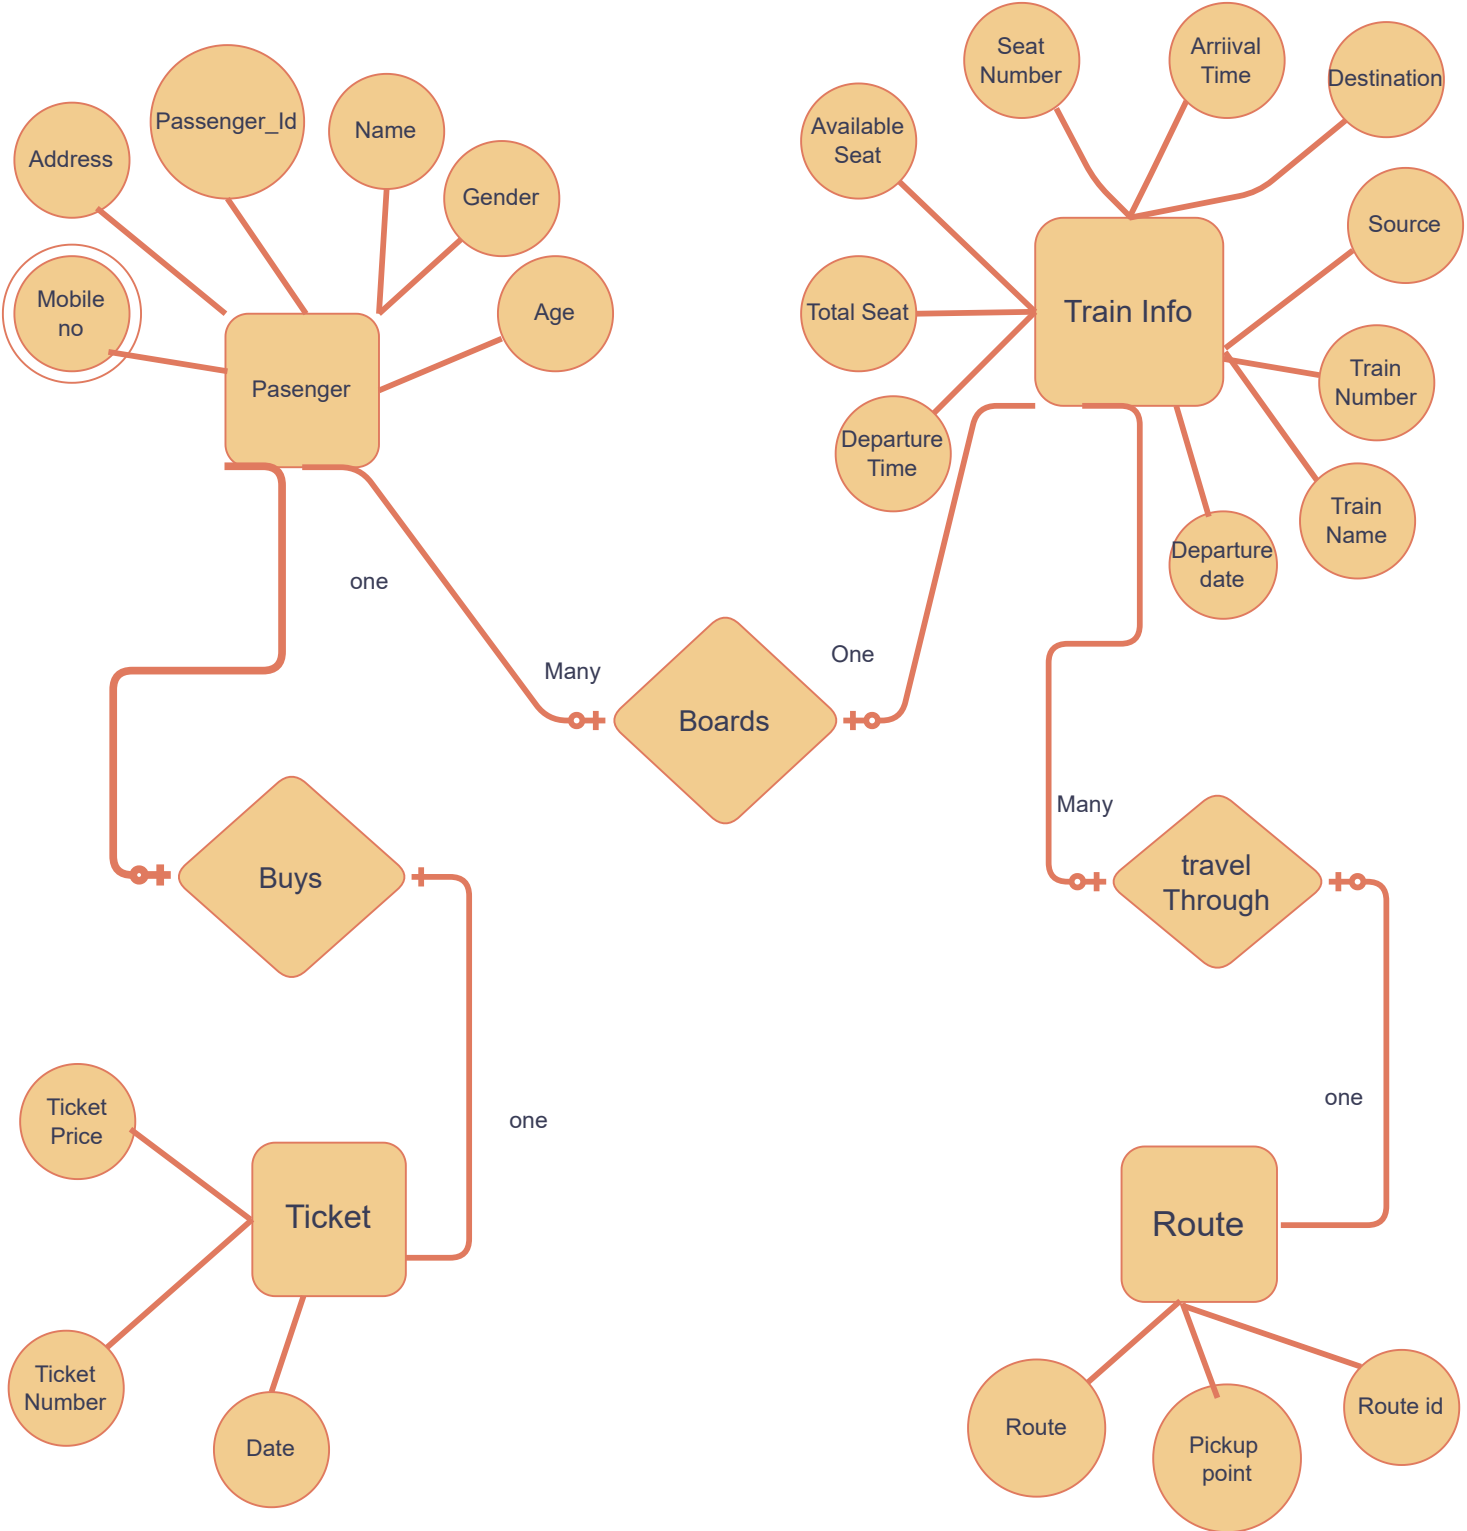 Address
Passenger_Id
Name
Gender
Mobile
no
Age
Pasenger
Seat
Number
Arriival
Time
Destination
Available
Seat
Source
Total Seat
Train Info
Train
Number
Departure
Time
Train
Name
Departure
date
one
Many
One
Boards
Buys
Many
travel
Through
one
one
Ticket
Price
Ticket
Ticket
Number
Date
Route
Route
Pickup
point
Route id